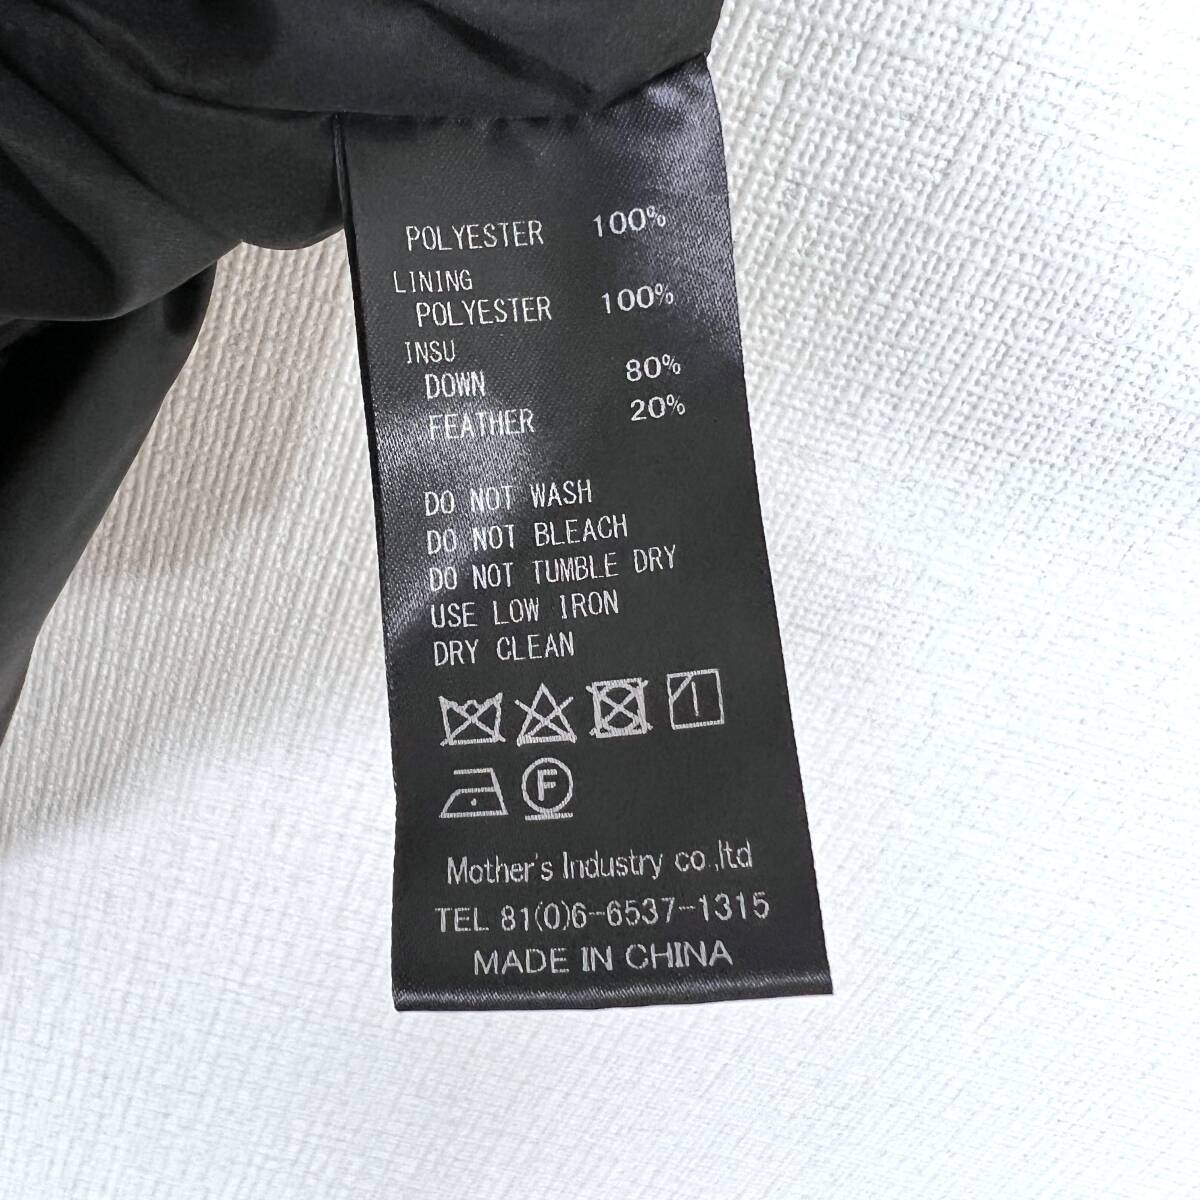 POLYESTER 100%
LINING
POLYESTER 100%
INSU
DOWN 80%
FEATHER 20%
DO NOT WASH
DO NOT BLEACH
DO NOT TUMBLE DRY
USE LOW IRON
DRY CLEAN
F
Mother's Industry co.,ltd
TEL 81(0)6-6537-1315
MADE IN CHINA